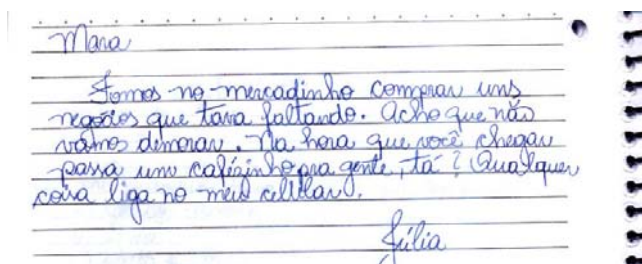 Mara
Fomos no mercadinho comprar uns
negócios que tava faltando. Acho que não
vamos demorar. Na hora que você chegar
passa um cafézinho pra gente, tá? Qualquer
coisa liga no meu celular.
Júlia